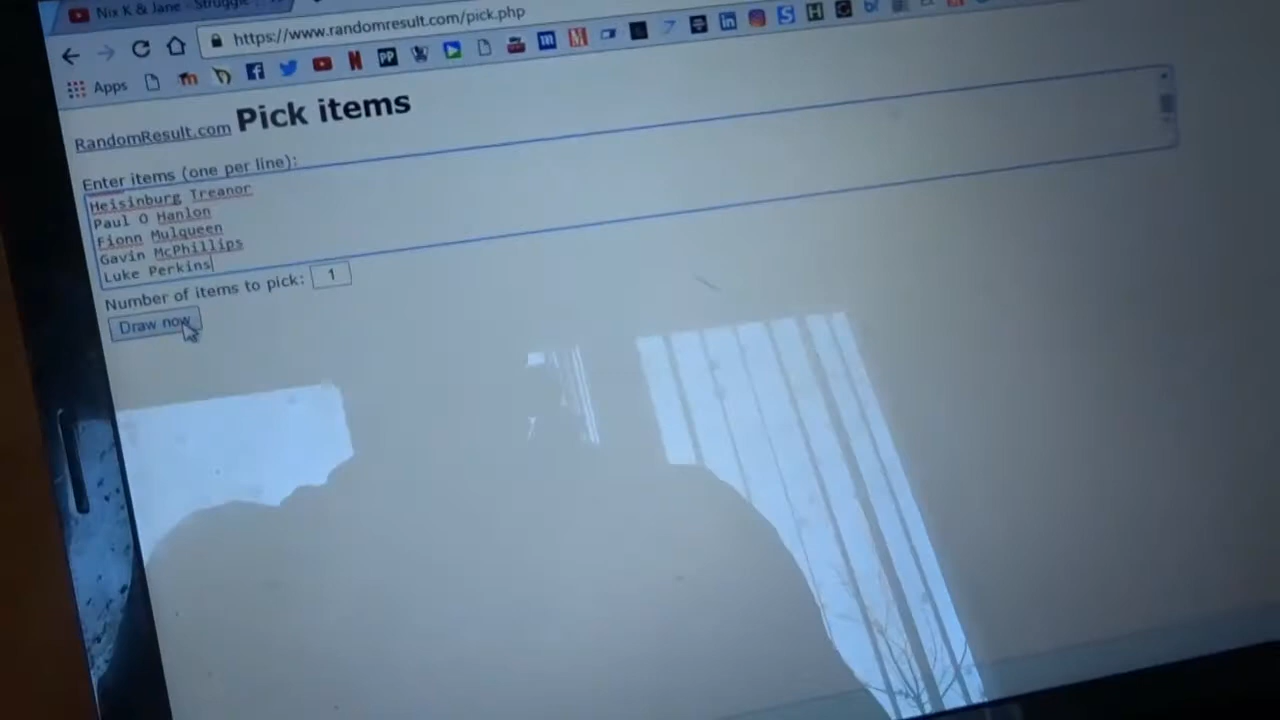 Nix K & Jane - Struggle
https://www.randomresult.com/pick.php
Apps
RandomResult.com Pick items
Enter items (one per line):
Heisinburg Treanor
Paul O Hanlon
Fionn Mulqueen
Gavin McPhillips
Luke Perkins
Number of items to pick: 1
Draw now